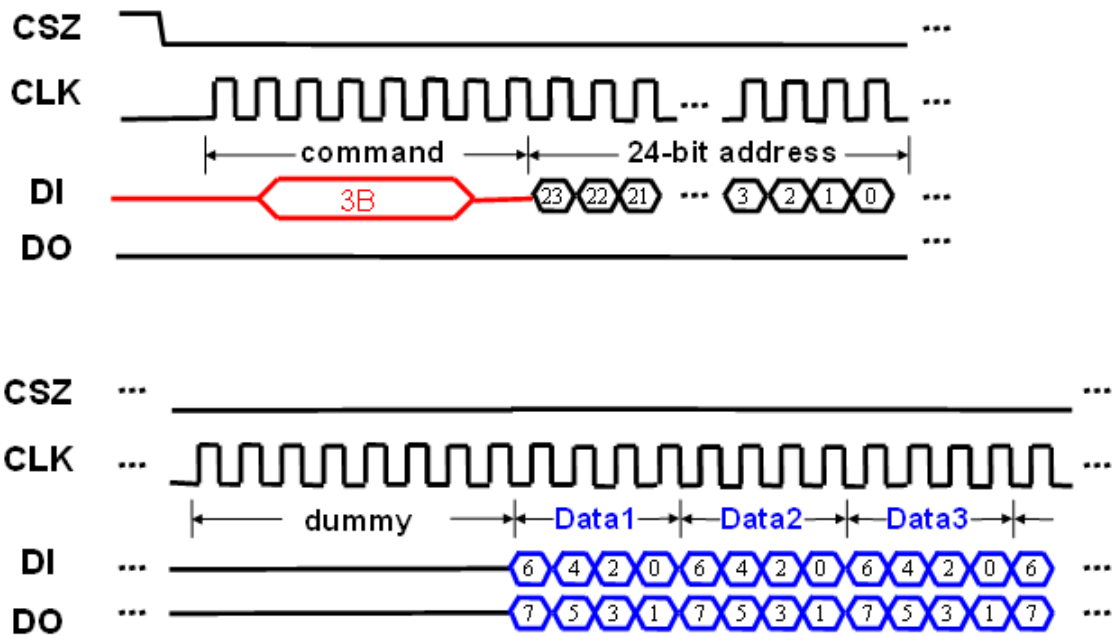 CSZ ...
CLK ...
command 24-bit address
DI 3B 23 22 21 ... 3 2 1 0 ...
DO ...
CSZ ... ...
CLK ... ...
dummy Data1 Data2 Data3
DI ... 6 4 2 0 6 4 2 0 6 4 2 0 6 ...
DO ... 7 5 3 1 7 5 3 1 7 5 3 1 7 ...